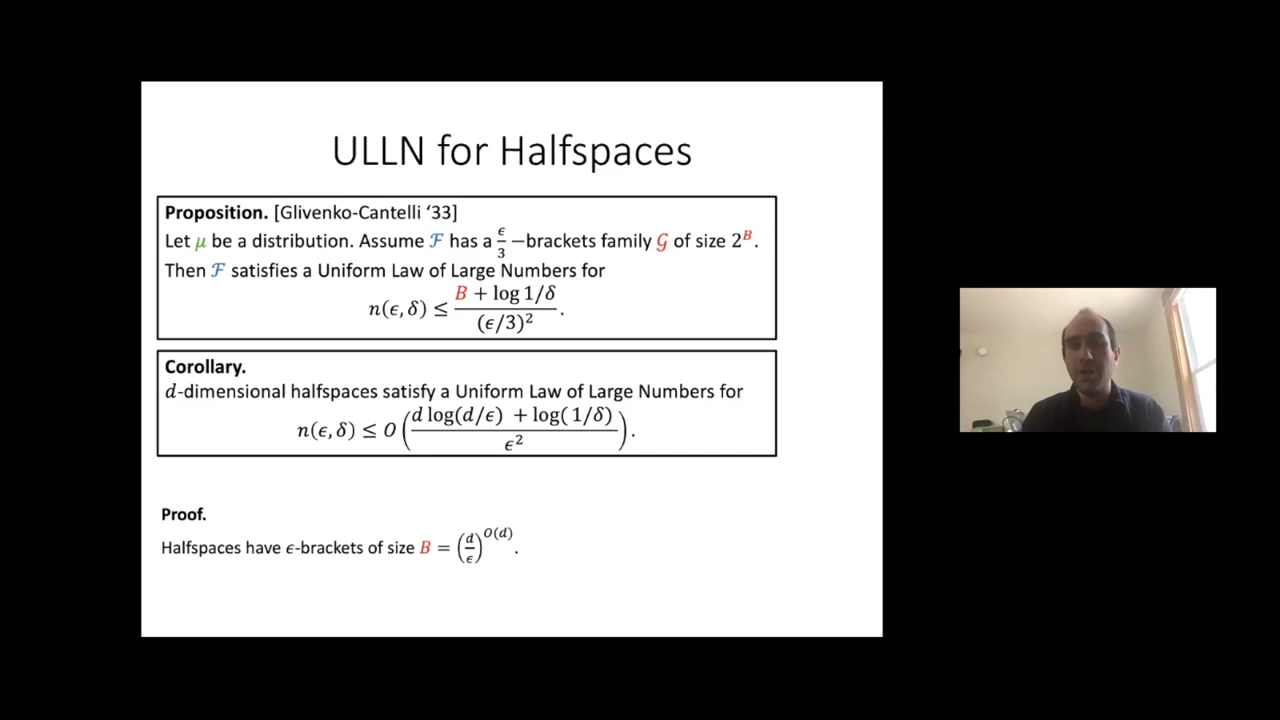 ULLN for Halfspaces
Proposition. [Glivenko-Cantelli ‘33]
Let μ be a distribution. Assume ℱ has a ϵ/3 −brackets family 𝒢 of size 2^B.
Then ℱ satisfies a Uniform Law of Large Numbers for
n(ϵ, δ) ≤ (B + log 1/δ)/((ϵ/3)^2).
Corollary.
d-dimensional halfspaces satisfy a Uniform Law of Large Numbers for
n(ϵ, δ) ≤ O((d log(d/ϵ) + log( 1/δ))/ϵ^2).
Proof.
Halfspaces have ϵ-brackets of size B = (d/ϵ)^O(d).